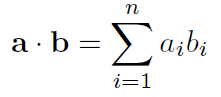 a · b = ∑_{i=1}^{n} a_i b_i